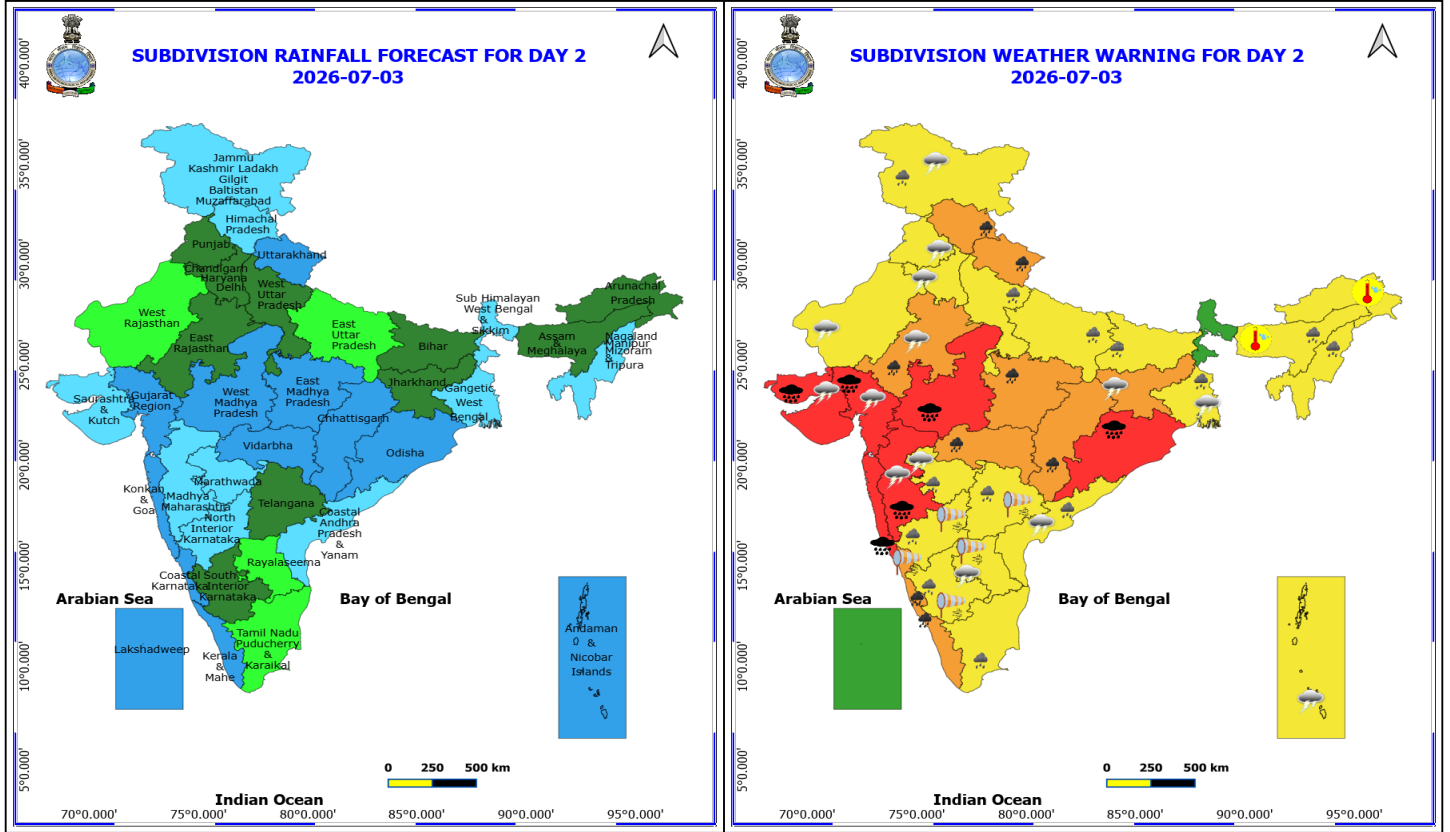 SUBDIVISION RAINFALL FORECAST FOR DAY 2
2026-07-03
40°0.000'
35°0.000'
30°0.000'
25°0.000'
20°0.000'
15°0.000'
10°0.000'
5°0.000'
Jammu
Kashmir Ladakh
Gilgit
Baltistan
Muzaffarabad
Himachal
Pradesh
Punjab
Uttarakhand
Chandigarh
Haryana
Delhi
West
Uttar
Pradesh
West
Rajasthan
East
Rajasthan
East
Uttar
Pradesh
Bihar
Sub Himalayan
West Bengal
&
Sikkim
Arunachal
Pradesh
Assam
&
Meghalaya
Nagaland
Manipur
Mizoram
&
Tripura
Jharkhand
Gangetic
West
Bengal
Saurashtra
&
Kutch
Gujarat
Region
West
Madhya
Pradesh
East
Madhya
Pradesh
Chhattisgarh
Vidarbha
Odisha
Konkan
&
Goa
Marathwada
Madhya
Maharashtra
North
Interior
Karnataka
Telangana
Coastal
Andhra
Pradesh
&
Yanam
Rayalaseema
Coastal
Karnataka
South
Interior
Karnataka
Tamil Nadu
Puducherry
&
Karaikal
Kerala
&
Mahe
Arabian Sea
Bay of Bengal
Lakshadweep
Andaman
&
Nicobar
Islands
0 250 500 km
Indian Ocean
70°0.000' 75°0.000' 80°0.000' 85°0.000' 90°0.000' 95°0.000'
SUBDIVISION WEATHER WARNING FOR DAY 2
2026-07-03
40°0.000'
35°0.000'
30°0.000'
25°0.000'
20°0.000'
15°0.000'
10°0.000'
5°0.000'
Arabian Sea
Bay of Bengal
0 250 500 km
Indian Ocean
70°0.000' 75°0.000' 80°0.000' 85°0.000' 90°0.000' 95°0.000'